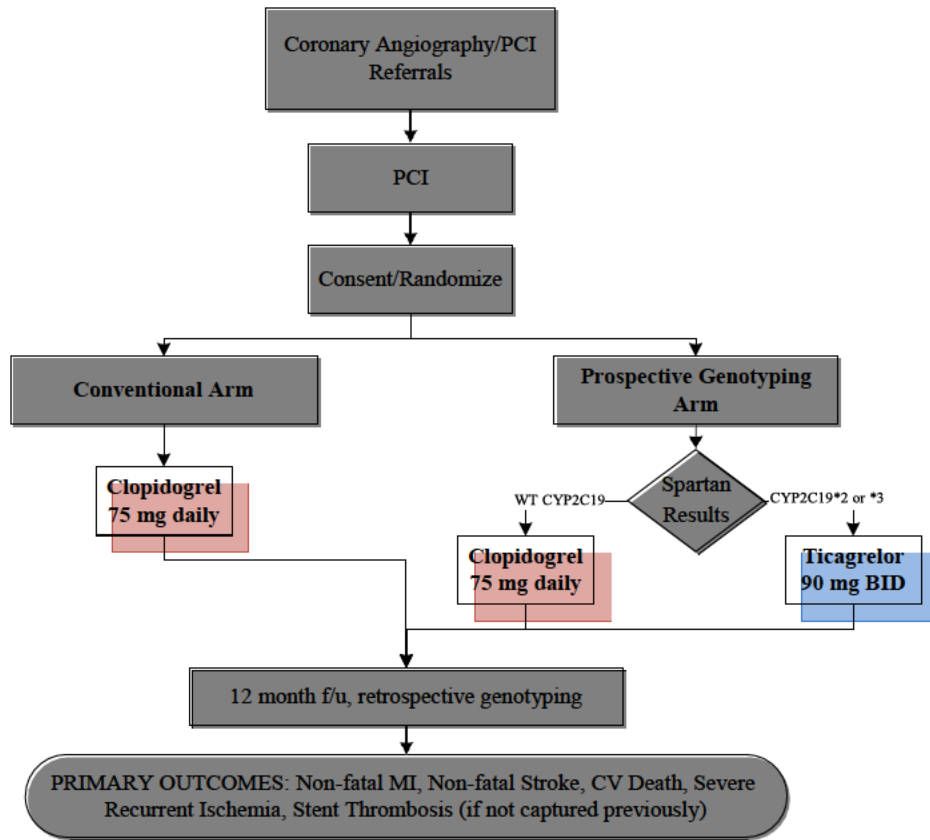 Coronary Angiography/PCI
Referrals
PCI
Consent/Randomize
Conventional Arm
Prospective Genotyping
Arm
Clopidogrel
75 mg daily
WT CYP2C19
Spartan
Results
CYP2C19*2 or *3
Clopidogrel
75 mg daily
Ticagrelor
90 mg BID
12 month f/u, retrospective genotyping
PRIMARY OUTCOMES: Non-fatal MI, Non-fatal Stroke, CV Death, Severe
Recurrent Ischemia, Stent Thrombosis (if not captured previously)